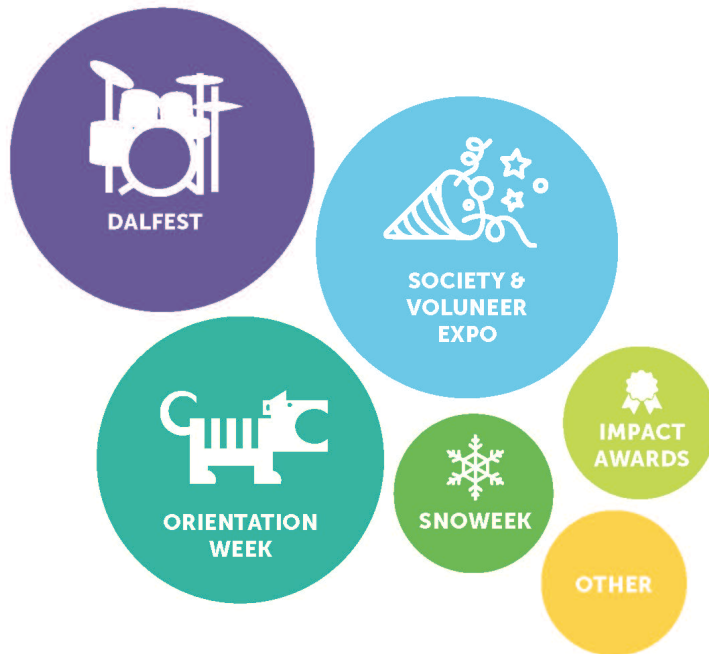 DALFEST
SOCIETY &
VOLUNEER
EXPO
ORIENTATION
WEEK
SNOWEEK
IMPACT
AWARDS
OTHER